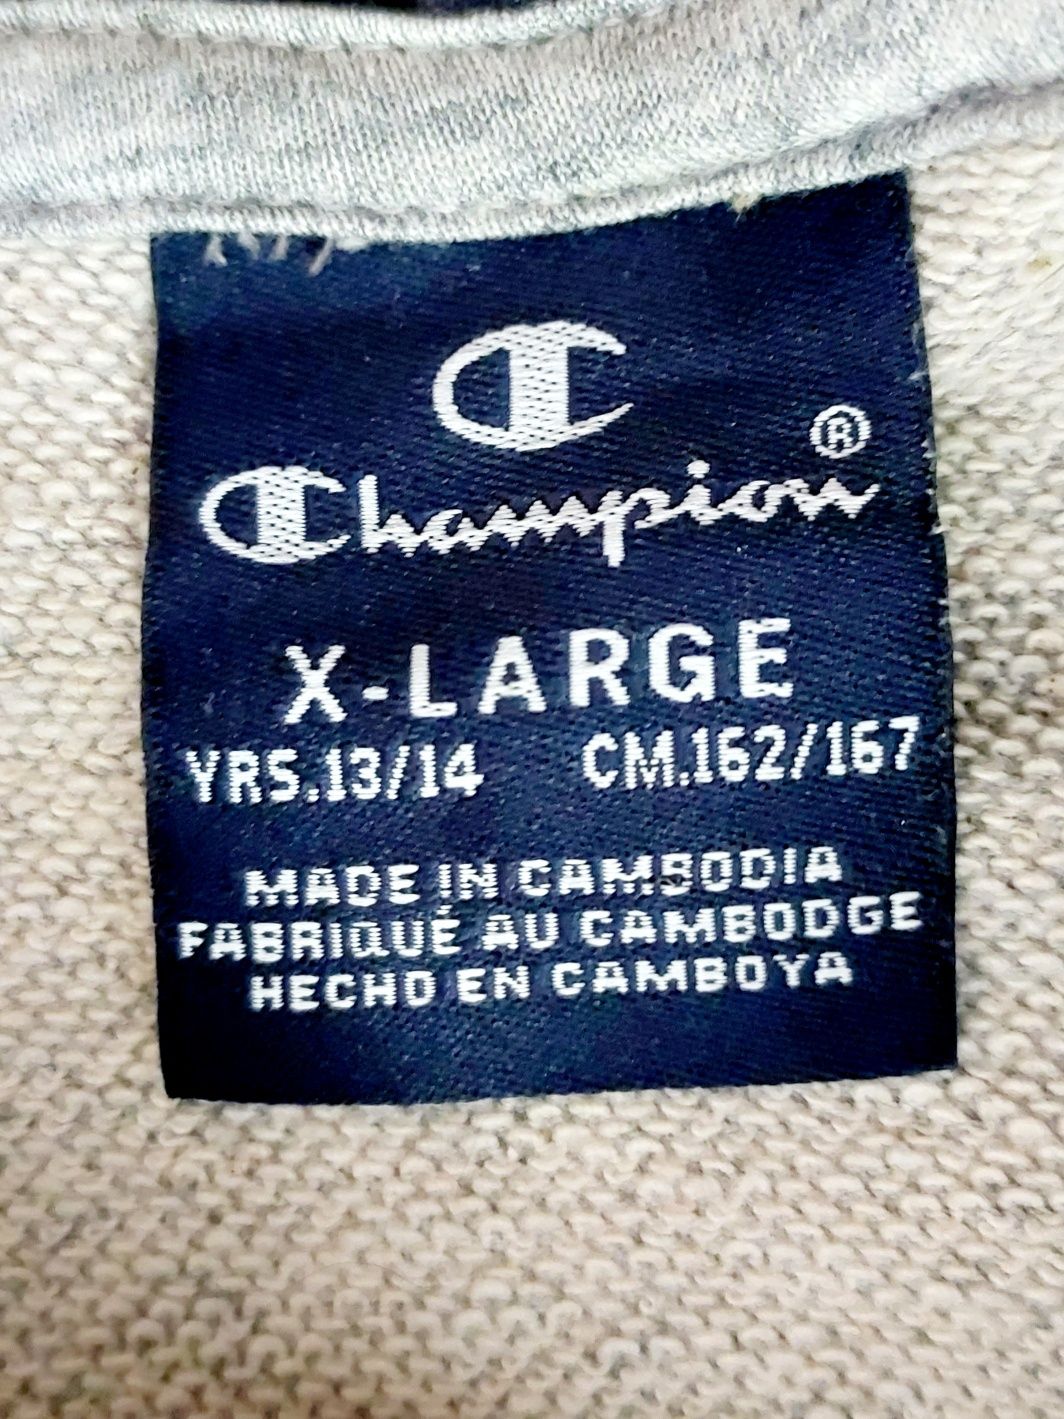 Champion®
X-LARGE
YRS.13/14 CM.162/167
MADE IN CAMBODIA
FABRIQUÉ AU CAMBODGE
HECHO EN CAMBOYA